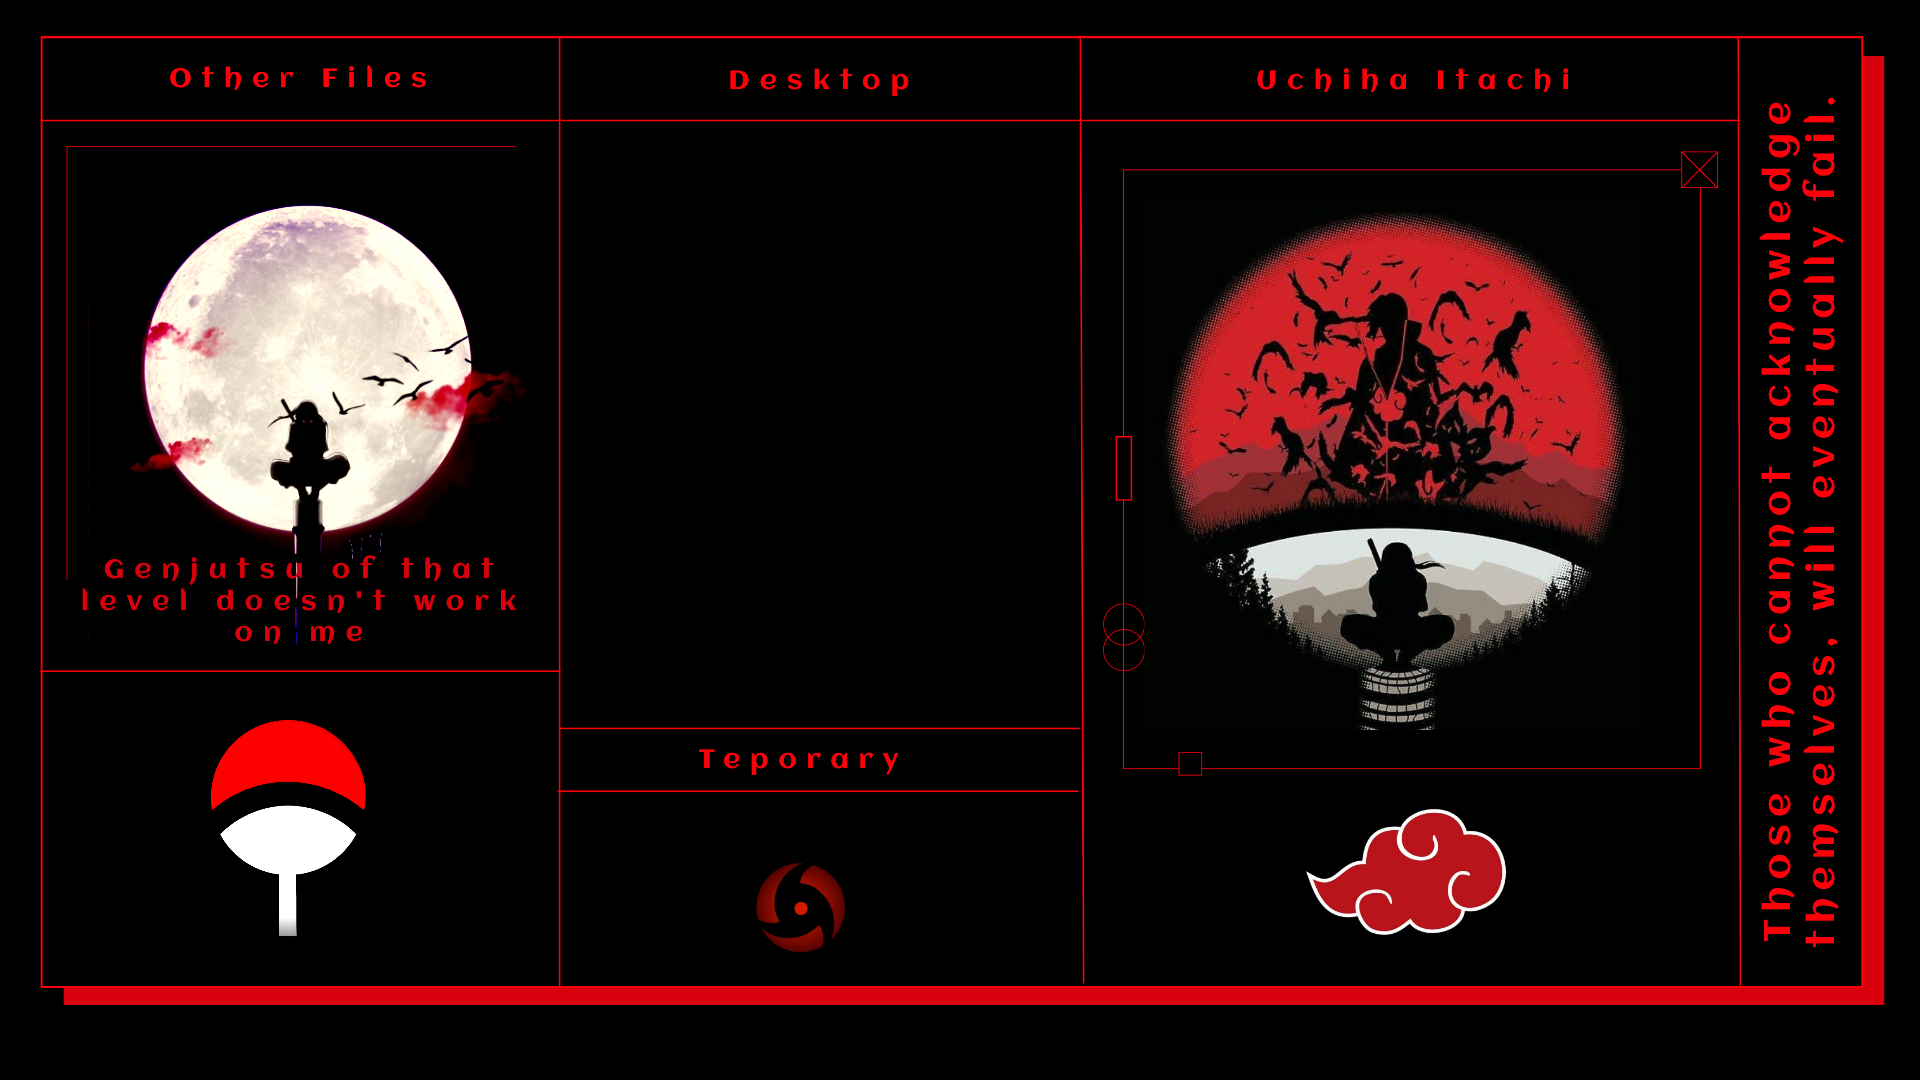 Other Files
Desktop
Uchiha Itachi
Genjutsu of that
level doesn't work
on me
Teporary
Those who cannot acknowledge
themselves, will eventually fail.